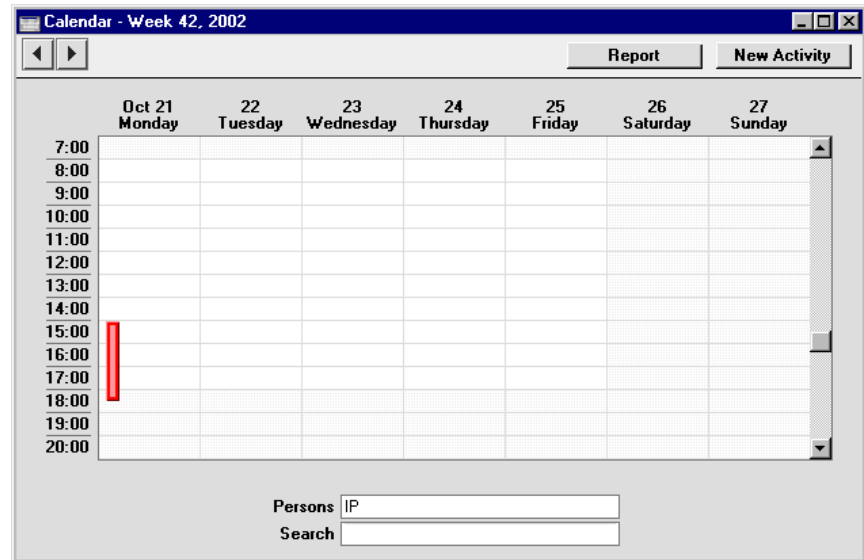 Calendar - Week 42, 2002
Report New Activity
Oct 21 22 23 24 25 26 27
Monday Tuesday Wednesday Thursday Friday Saturday Sunday
7:00
8:00
9:00
10:00
11:00
12:00
13:00
14:00
15:00
16:00
17:00
18:00
19:00
20:00
Persons IP
Search